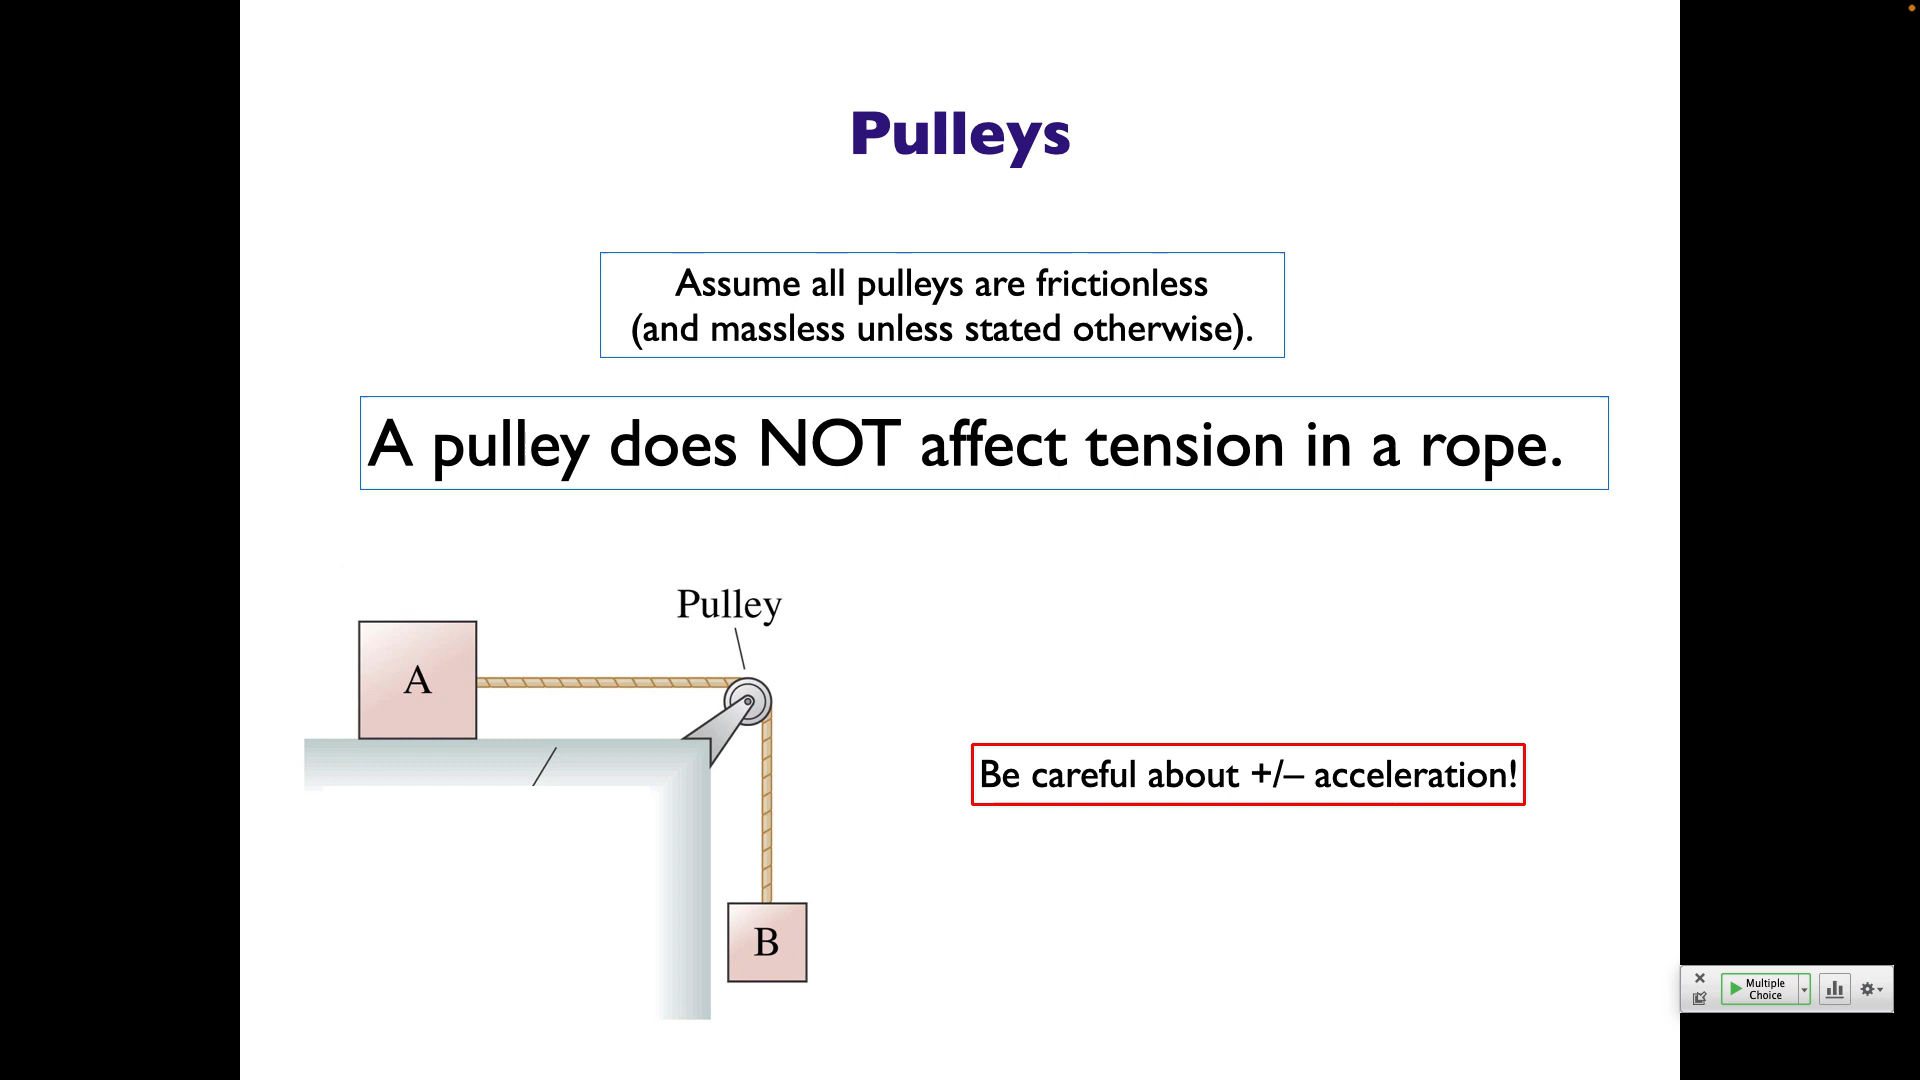 Pulleys
Assume all pulleys are frictionless
(and massless unless stated otherwise).
A pulley does NOT affect tension in a rope.
Pulley
A
Be careful about +/– acceleration!
B
Multiple
Choice